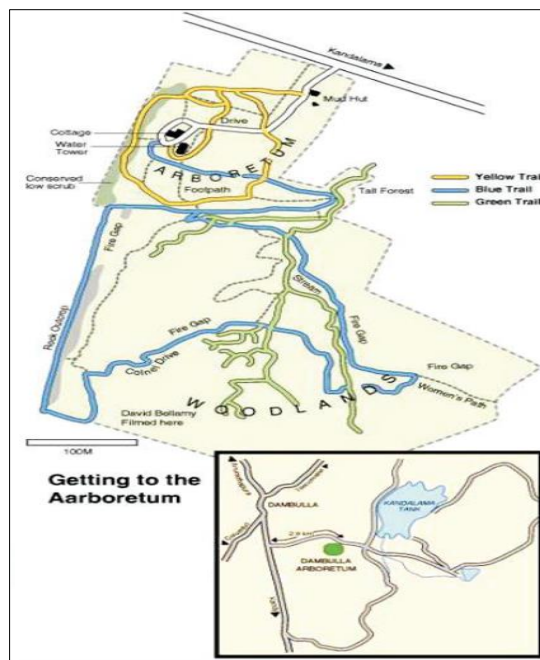 Kandalama
Mud Hut
Drive
Cottage
Water
Tower
ARBORETUM
Conserved
low scrub
Footpath
Tall Forest
Yellow Trail
Blue Trail
Green Trail
Fire Gap
Stream
Rock Outcrop
Fire Gap
Fire Gap
Colnel Drive
Fire Gap
Women's Path
WOODLANDS
David Bellamy
Filmed here
100M
Getting to the
Aarboretum
DAMBULLA
KANDALAMA
TANK
DAMBULLA
ARBORETUM